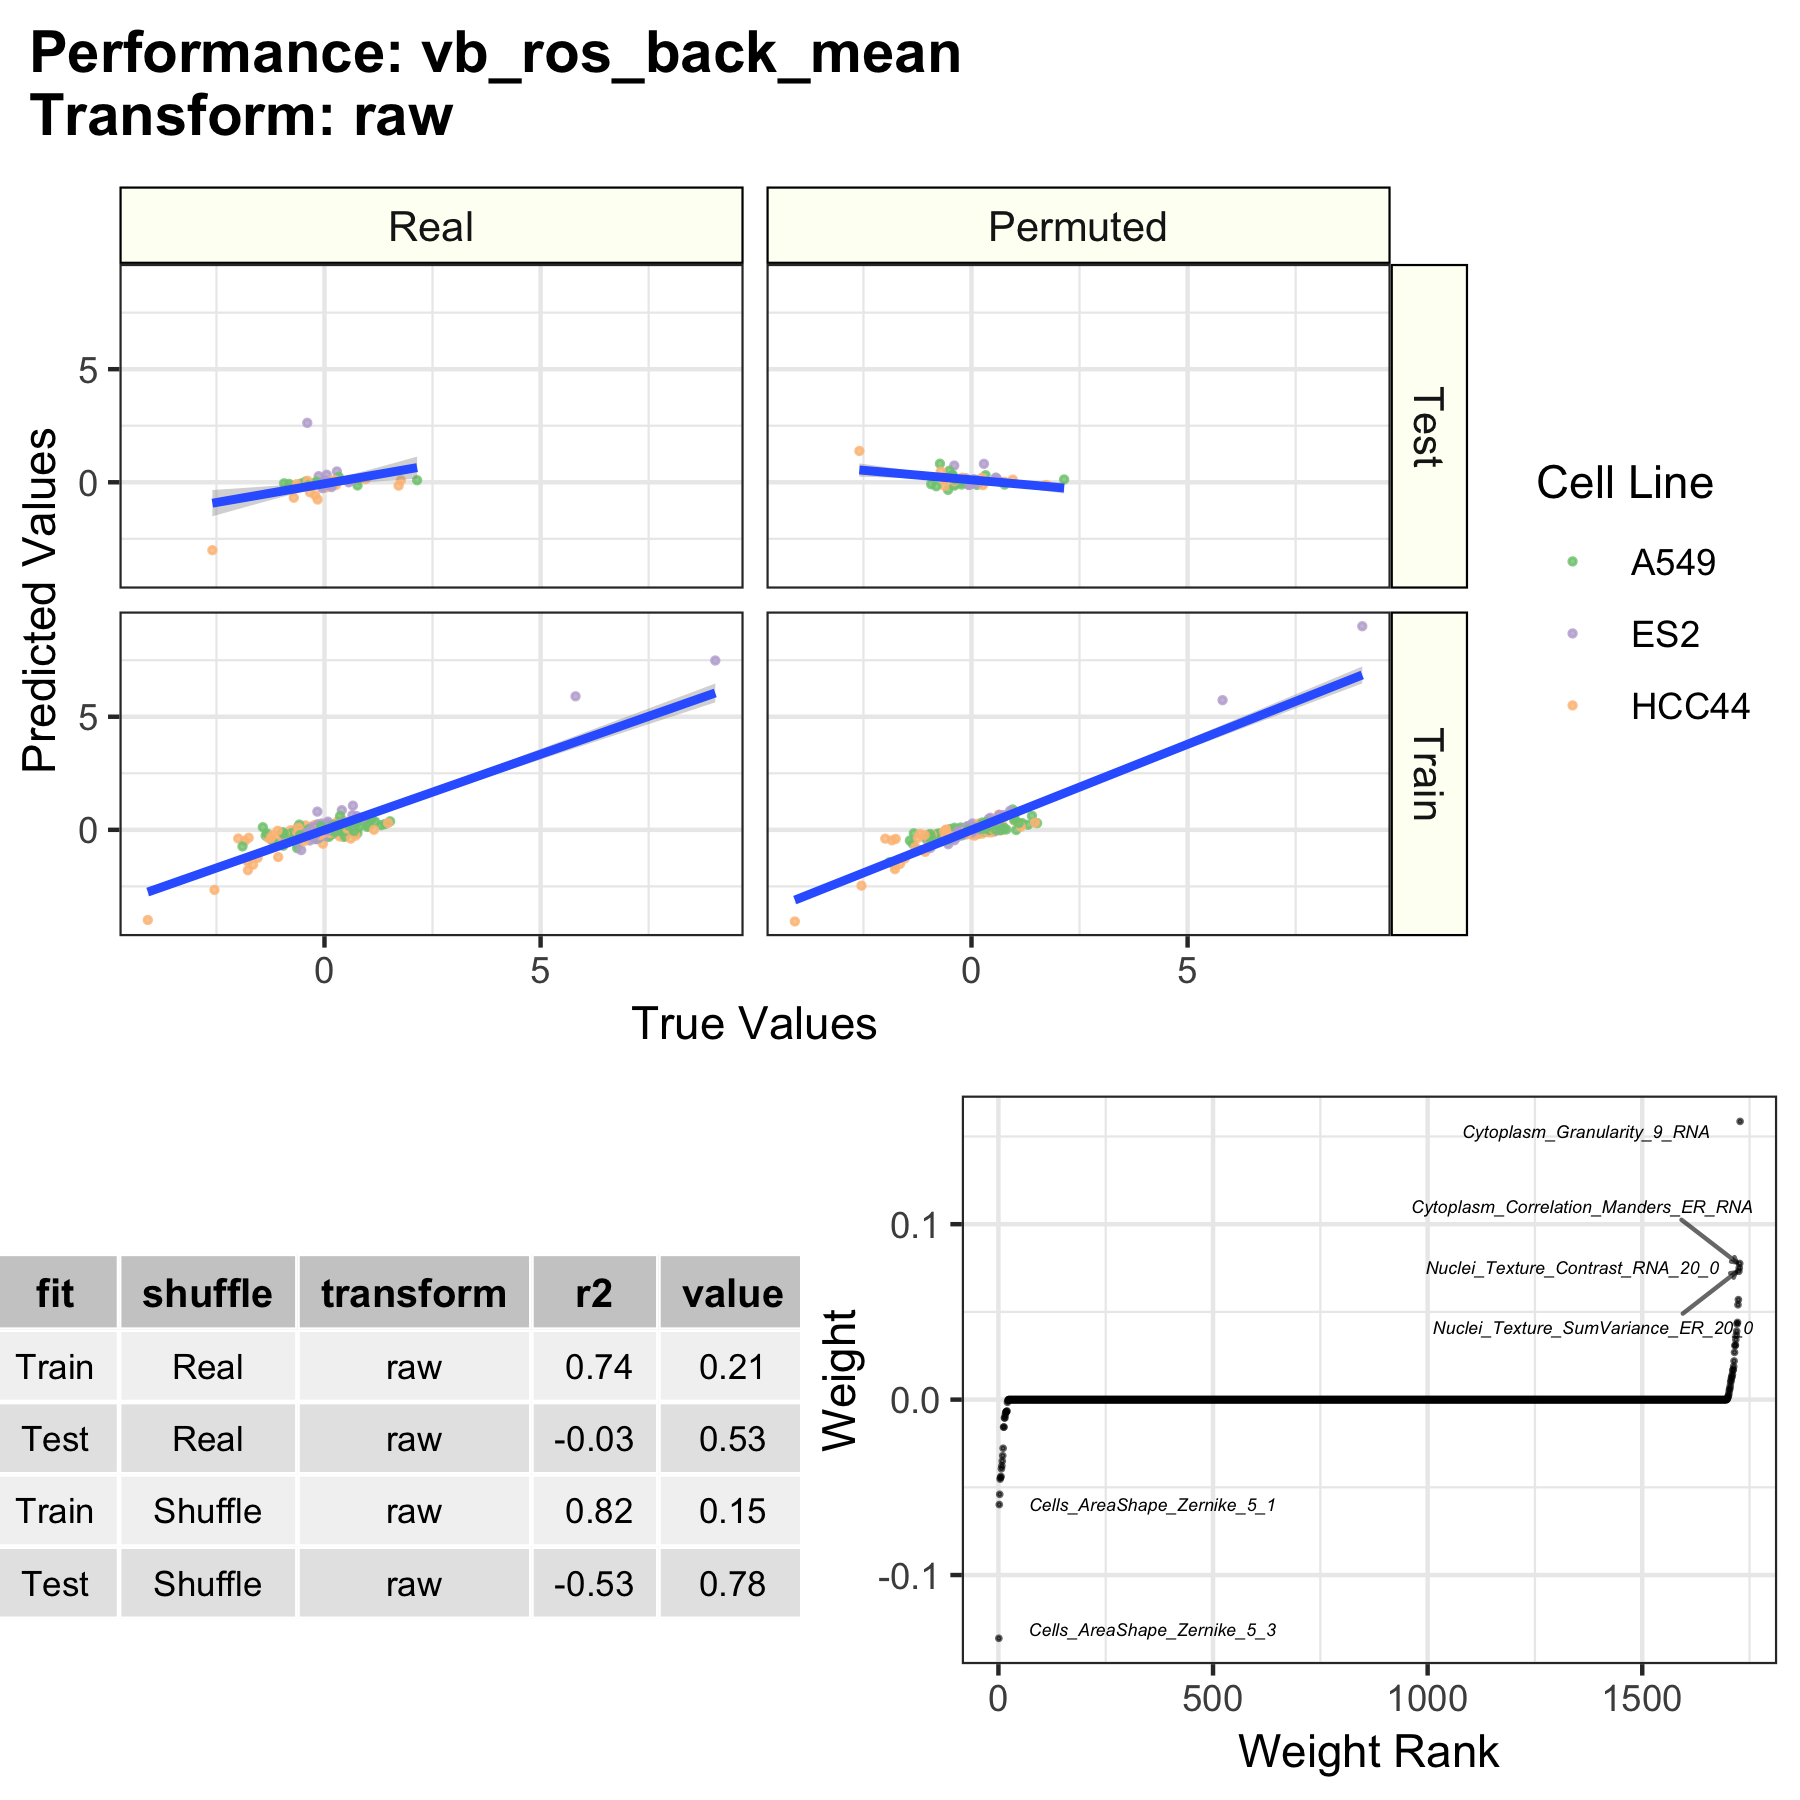 Performance: vb_ros_back_mean
Transform: raw
Real
Permuted
Test
Train
5
0
5
0
0
5
0
5
Predicted Values
True Values
Cell Line
A549
ES2
HCC44
fit shuffle transform r2 value
Train Real raw 0.74 0.21
Test Real raw -0.03 0.53
Train Shuffle raw 0.82 0.15
Test Shuffle raw -0.53 0.78
Weight
0.1
0.0
-0.1
Cytoplasm_Granularity_9_RNA
Cytoplasm_Correlation_Manders_ER_RNA
Nuclei_Texture_Contrast_RNA_20_0
Nuclei_Texture_SumVariance_ER_20_0
Cells_AreaShape_Zernike_5_1
Cells_AreaShape_Zernike_5_3
0
500
1000
1500
Weight Rank